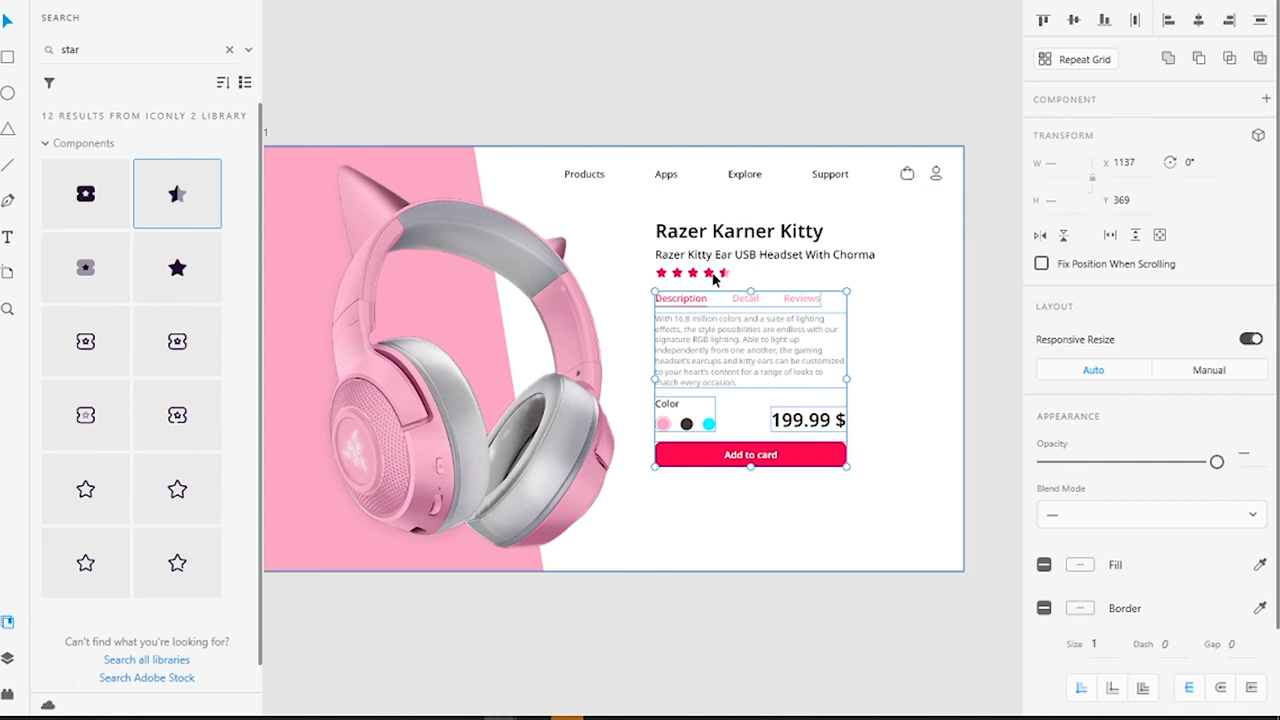 SEARCH
star
12 RESULTS FROM ICONLY 2 LIBRARY
Components
Can't find what you're looking for?
Search all libraries
Search Adobe Stock
1
Products Apps Explore Support
Razer Karner Kitty
Razer Kitty Ear USB Headset With Chorma
Description Detail Reviews
With 16.8 million colors and a suite of lighting
effects, the style possibilities are endless with our
signature RGB lighting. Able to light up
independently from one another, the gaming
headset's earcups and kitty ears can be customized
to your heart's content for a range of looks to
match every occasion.
Color
199.99 $
Add to card
Repeat Grid
COMPONENT
TRANSFORM
W — X 1137 0°
H — Y 369
Fix Position When Scrolling
LAYOUT
Responsive Resize
Auto Manual
APPEARANCE
Opacity
—
Blend Mode
—
Fill
Border
Size 1 Dash 0 Gap 0